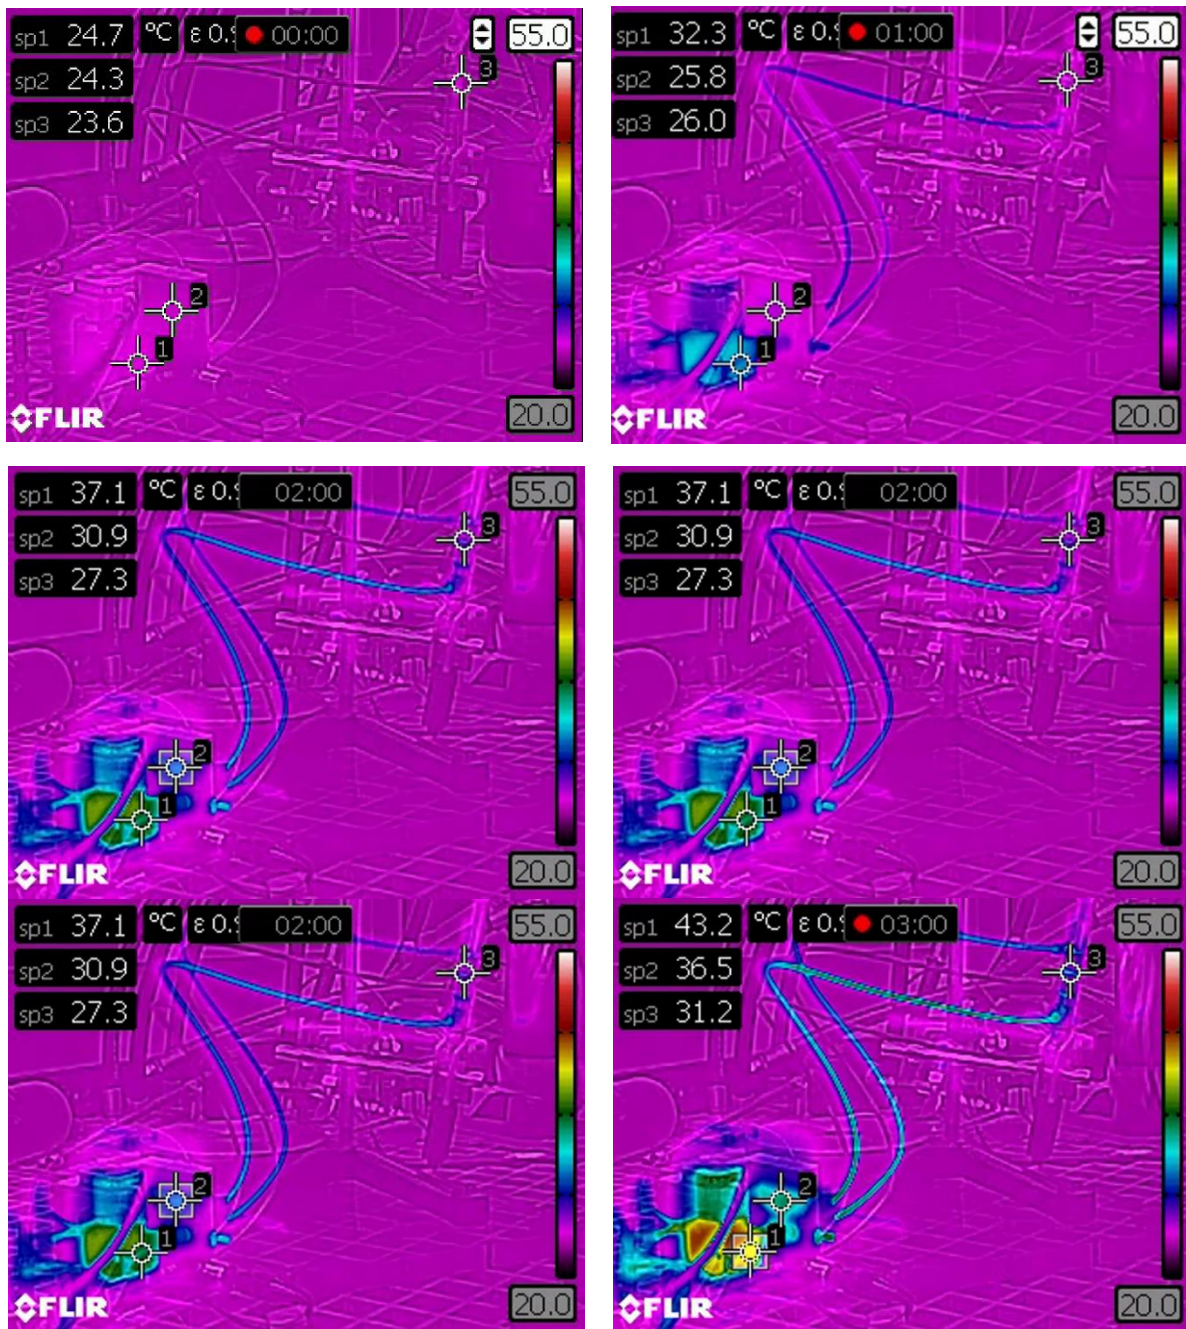 sp1 24.7 °C ε 0.9 00:00 55.0
sp2 24.3
sp3 23.6
3
2
1
FLIR 20.0
sp1 32.3 °C ε 0.9 01:00 55.0
sp2 25.8
sp3 26.0
3
2
1
FLIR 20.0
sp1 37.1 °C ε 0.9 02:00 55.0
sp2 30.9
sp3 27.3
3
2
1
FLIR 20.0
sp1 37.1 °C ε 0.9 02:00 55.0
sp2 30.9
sp3 27.3
3
2
1
FLIR 20.0
sp1 37.1 °C ε 0.9 02:00 55.0
sp2 30.9
sp3 27.3
3
2
1
FLIR 20.0
sp1 43.2 °C ε 0.9 03:00 55.0
sp2 36.5
sp3 31.2
3
2
1
FLIR 20.0